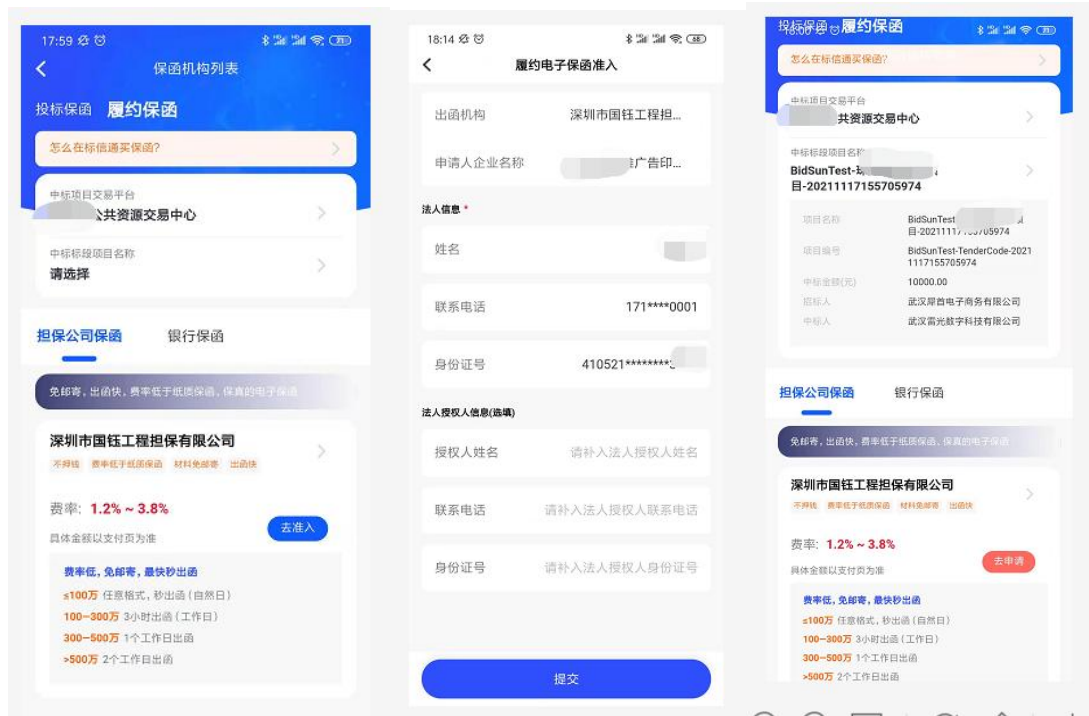 17:59
保函机构列表
投标保函 履约保函
怎么在标信通买保函?
中标项目交易平台
公共资源交易中心
中标标段项目名称
请选择
担保公司保函 银行保函
免邮寄, 出函快, 费率低于纸质保函, 保真的电子保函
深圳市国钰工程担保有限公司
不押钱 费率低于纸质保函 材料免邮寄 出函快
费率: 1.2% ~ 3.8%
去准入
具体金额以支付页为准
费率低, 免邮寄, 最快秒出函
≤100万 任意格式, 秒出函 (自然日)
100-300万 3小时出函 (工作日)
300-500万 1个工作日出函
>500万 2个工作日出函
18:14
履约电子保函准入
出函机构 深圳市国钰工程担...
申请人企业名称 广告印...
法人信息 *
姓名
联系电话 171****0001
身份证号 410521********
法人授权人信息(选填)
授权人姓名 请补入法人授权人姓名
联系电话 请补入法人授权人联系电话
身份证号 请补入法人授权人身份证号
提交
18:00
投标保函 履约保函
怎么在标信通买保函?
中标项目交易平台
共资源交易中心
中标标段项目名称
BidSunTest-
目-20211117155705974
项目名称 BidSunTest
目-20211117155705974
项目编号 BidSunTest-TenderCode-2021
1117155705974
中标金额(元) 10000.00
招标人 武汉犀首电子商务有限公司
中标人 武汉雷光数字科技有限公司
担保公司保函 银行保函
免邮寄, 出函快, 费率低于纸质保函, 保真的电子保函
深圳市国钰工程担保有限公司
不押钱 费率低于纸质保函 材料免邮寄 出函快
费率: 1.2% ~ 3.8%
去申请
具体金额以支付页为准
费率低, 免邮寄, 最快秒出函
≤100万 任意格式, 秒出函 (自然日)
100-300万 3小时出函 (工作日)
300-500万 1个工作日出函
>500万 2个工作日出函